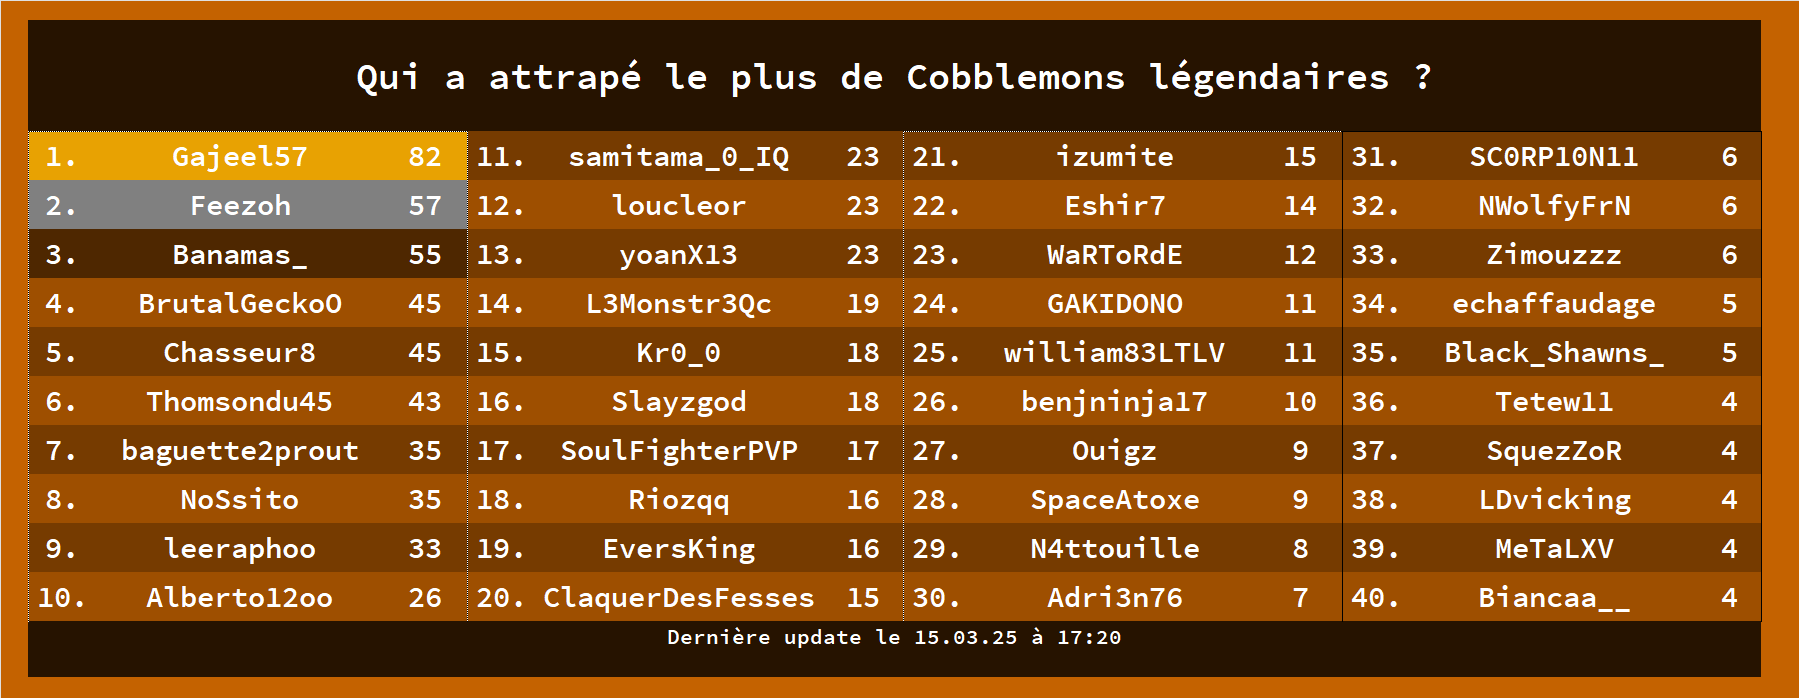 Qui a attrapé le plus de Cobblemons légendaires ?
1. Gajeel57 82
2. Feezoh 57
3. Banamas_ 55
4. BrutalGeckoO 45
5. Chasseur8 45
6. Thomsondu45 43
7. baguette2prout 35
8. NoSsito 35
9. leeraphoo 33
10. Alberto12oo 26
11. samitama_0_IQ 23
12. loucleor 23
13. yoanX13 23
14. L3Monstr3Qc 19
15. Kr0_0 18
16. Slayzgod 18
17. SoulFighterPVP 17
18. Riozqq 16
19. EversKing 16
20. ClaquerDesFesses 15
21. izumite 15
22. Eshir7 14
23. WaRToRdE 12
24. GAKIDONO 11
25. william83LTLV 11
26. benjninja17 10
27. Ouigz 9
28. SpaceAtoxe 9
29. N4ttouille 8
30. Adri3n76 7
31. SC0RP10N11 6
32. NWolfyFrN 6
33. Zimouzzz 6
34. echaffaudage 5
35. Black_Shawns_ 5
36. Tetew11 4
37. SquezZoR 4
38. LDvicking 4
39. MeTaLXV 4
40. Biancaa__ 4
Dernière update le 15.03.25 à 17:20